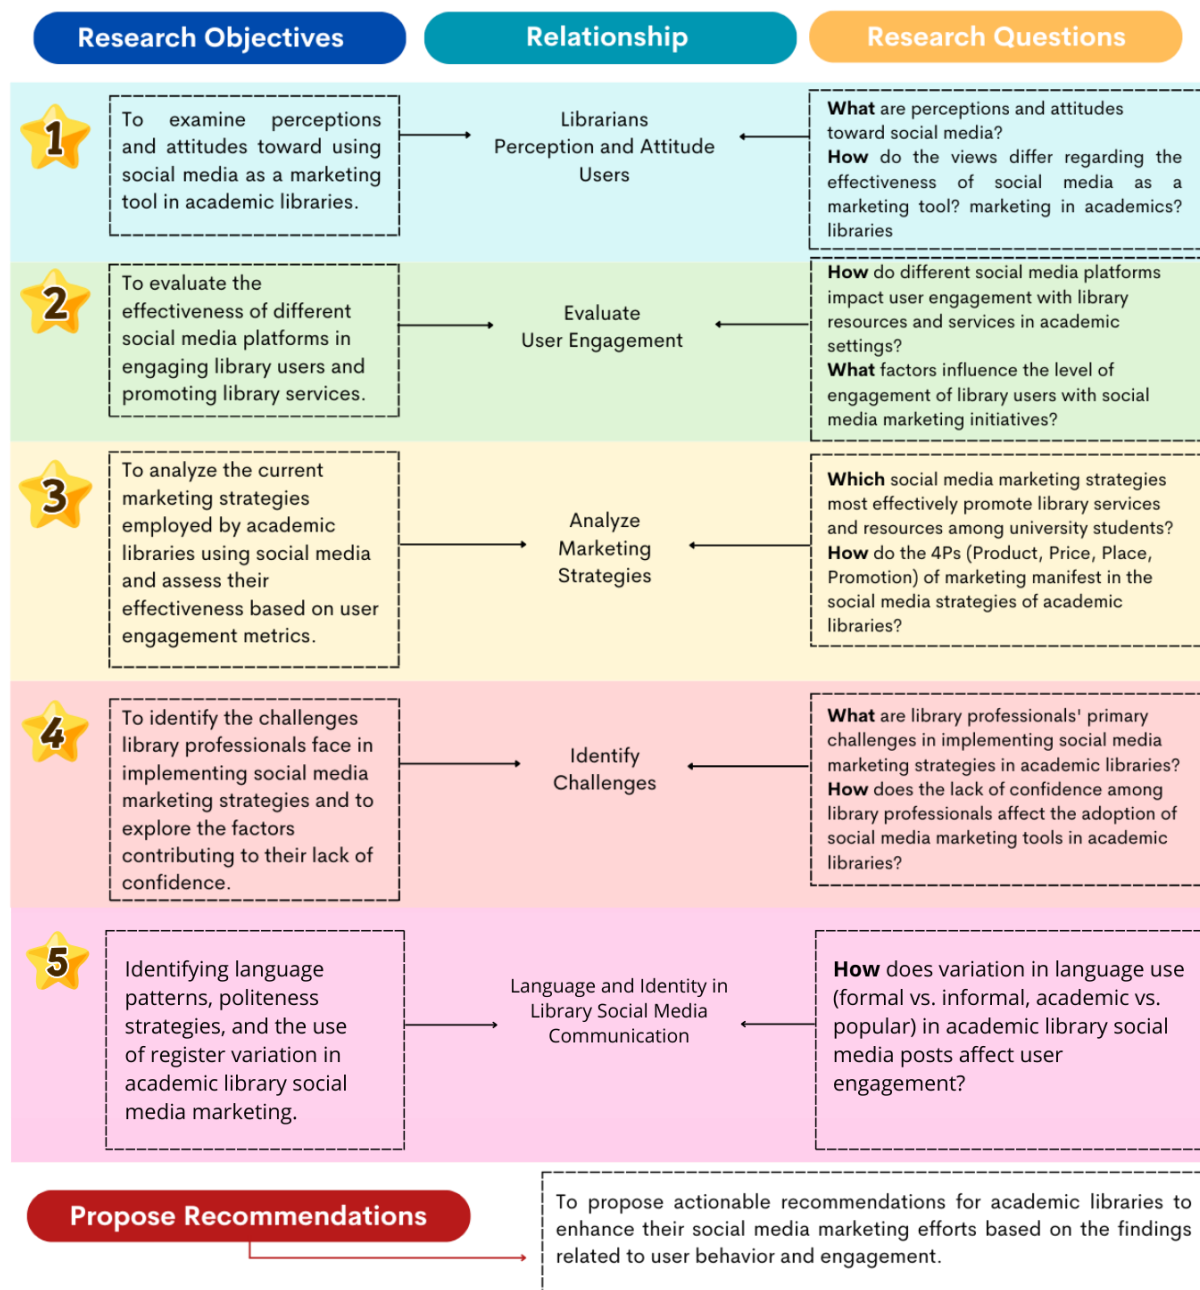 Research Objectives
Relationship
Research Questions
1
To examine perceptions
and attitudes toward using
social media as a marketing
tool in academic libraries.
Librarians
Perception and Attitude
Users
What are perceptions and attitudes
toward social media?
How do the views differ regarding the
effectiveness of social media as a
marketing tool? marketing in academics?
libraries
2
To evaluate the
effectiveness of different
social media platforms in
engaging library users and
promoting library services.
Evaluate
User Engagement
How do different social media platforms
impact user engagement with library
resources and services in academic
settings?
What factors influence the level of
engagement of library users with social
media marketing initiatives?
3
To analyze the current
marketing strategies
employed by academic
libraries using social media
and assess their
effectiveness based on user
engagement metrics.
Analyze
Marketing
Strategies
Which social media marketing strategies
most effectively promote library services
and resources among university students?
How do the 4Ps (Product, Price, Place,
Promotion) of marketing manifest in the
social media strategies of academic
libraries?
4
To identify the challenges
library professionals face in
implementing social media
marketing strategies and to
explore the factors
contributing to their lack of
confidence.
Identify
Challenges
What are library professionals' primary
challenges in implementing social media
marketing strategies in academic libraries?
How does the lack of confidence among
library professionals affect the adoption of
social media marketing tools in academic
libraries?
5
Identifying language
patterns, politeness
strategies, and the use
of register variation in
academic library social
media marketing.
Language and Identity in
Library Social Media
Communication
How does variation in language use
(formal vs. informal, academic vs.
popular) in academic library social
media posts affect user
engagement?
Propose Recommendations
To propose actionable recommendations for academic libraries to
enhance their social media marketing efforts based on the findings
related to user behavior and engagement.